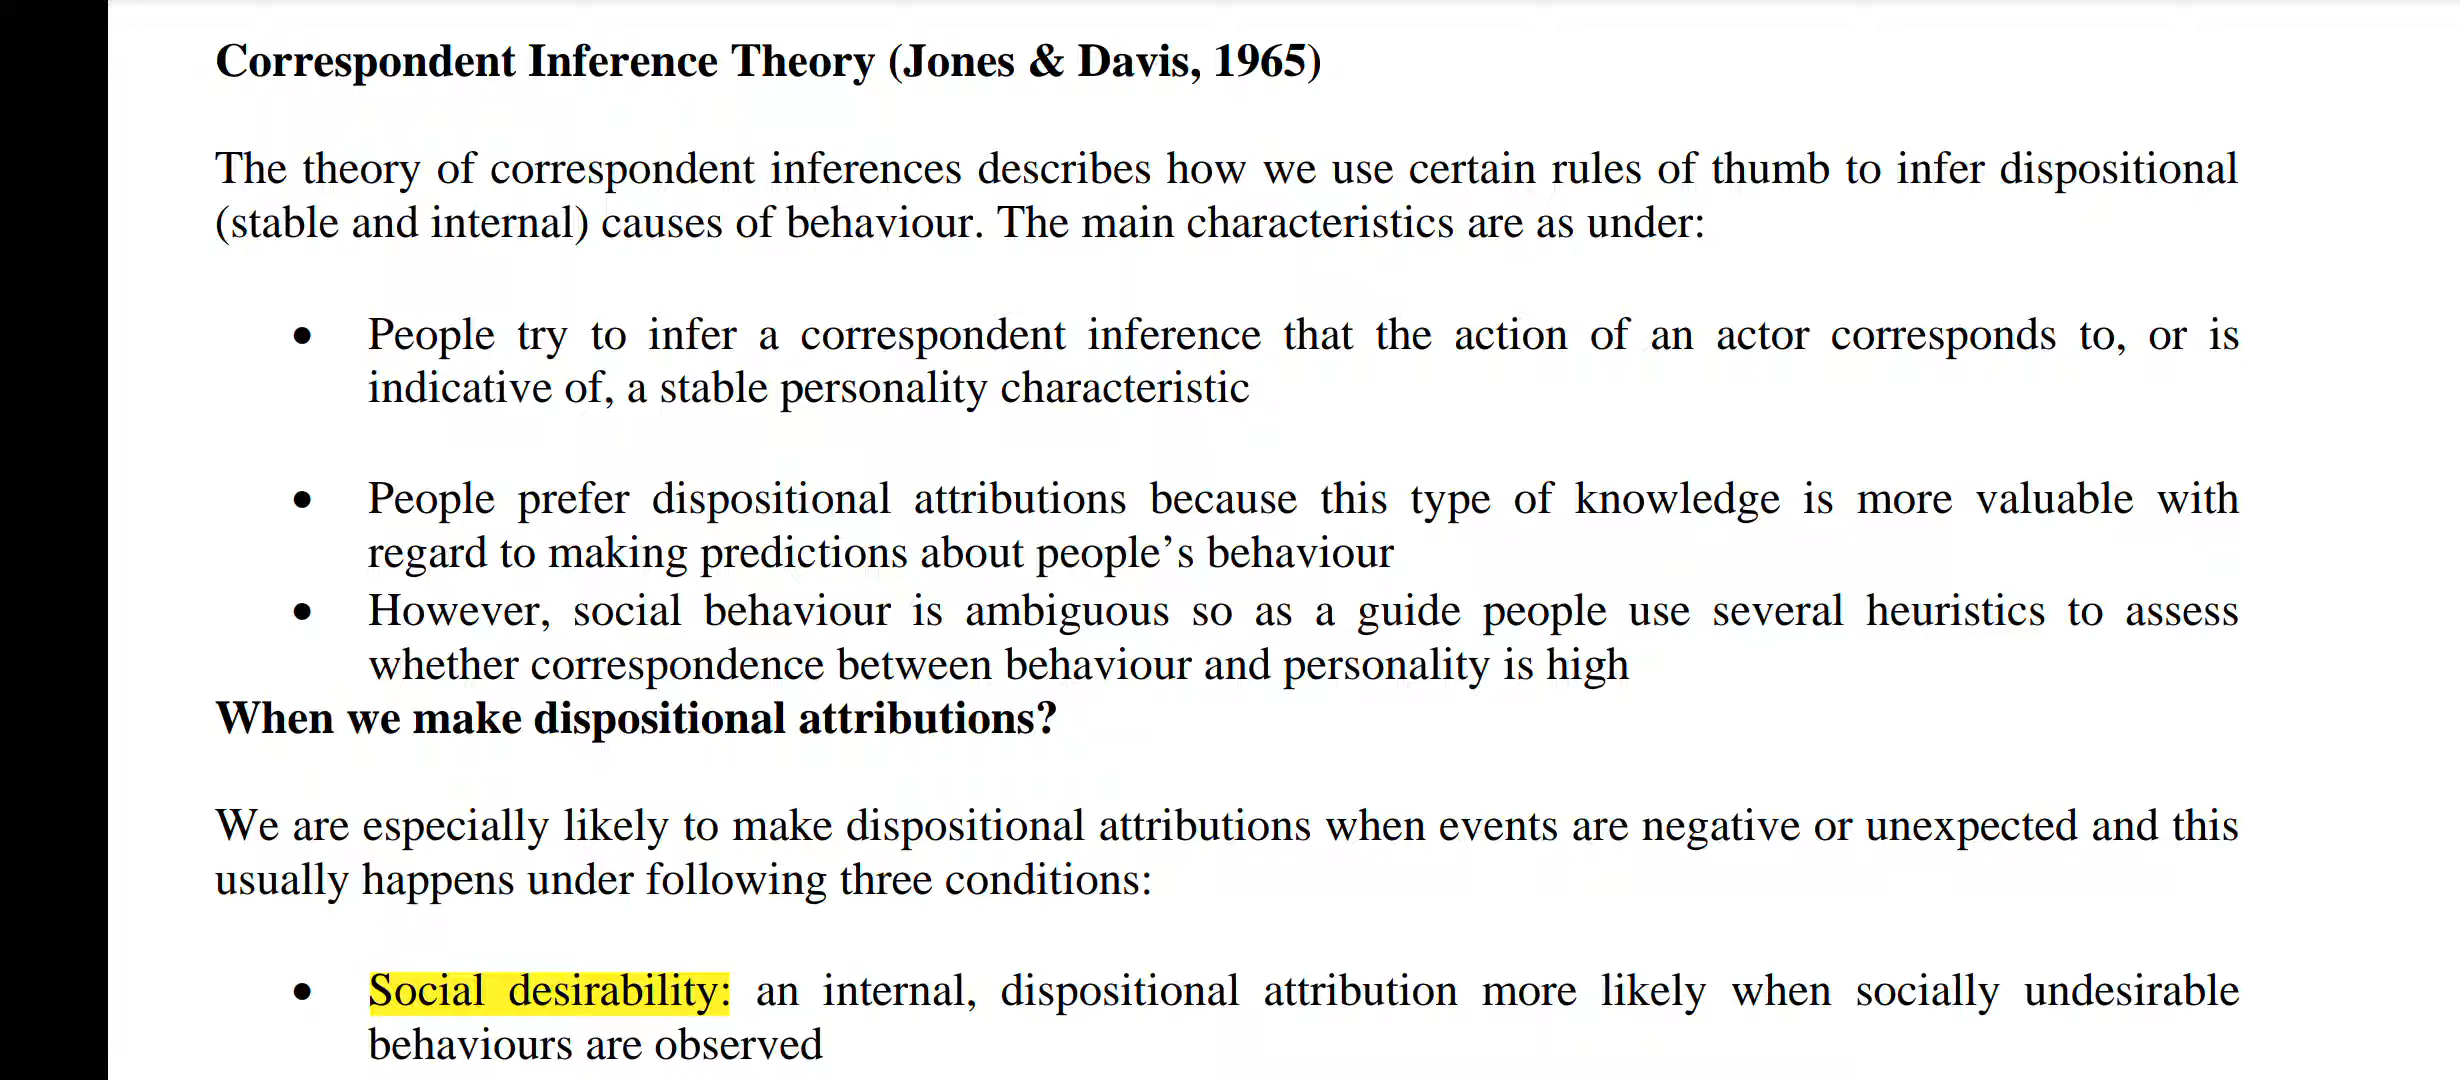 Correspondent Inference Theory (Jones & Davis, 1965)
The theory of correspondent inferences describes how we use certain rules of thumb to infer dispositional
(stable and internal) causes of behaviour. The main characteristics are as under:
• People try to infer a correspondent inference that the action of an actor corresponds to, or is
indicative of, a stable personality characteristic
• People prefer dispositional attributions because this type of knowledge is more valuable with
regard to making predictions about people’s behaviour
• However, social behaviour is ambiguous so as a guide people use several heuristics to assess
whether correspondence between behaviour and personality is high
When we make dispositional attributions?
We are especially likely to make dispositional attributions when events are negative or unexpected and this
usually happens under following three conditions:
• Social desirability: an internal, dispositional attribution more likely when socially undesirable
behaviours are observed